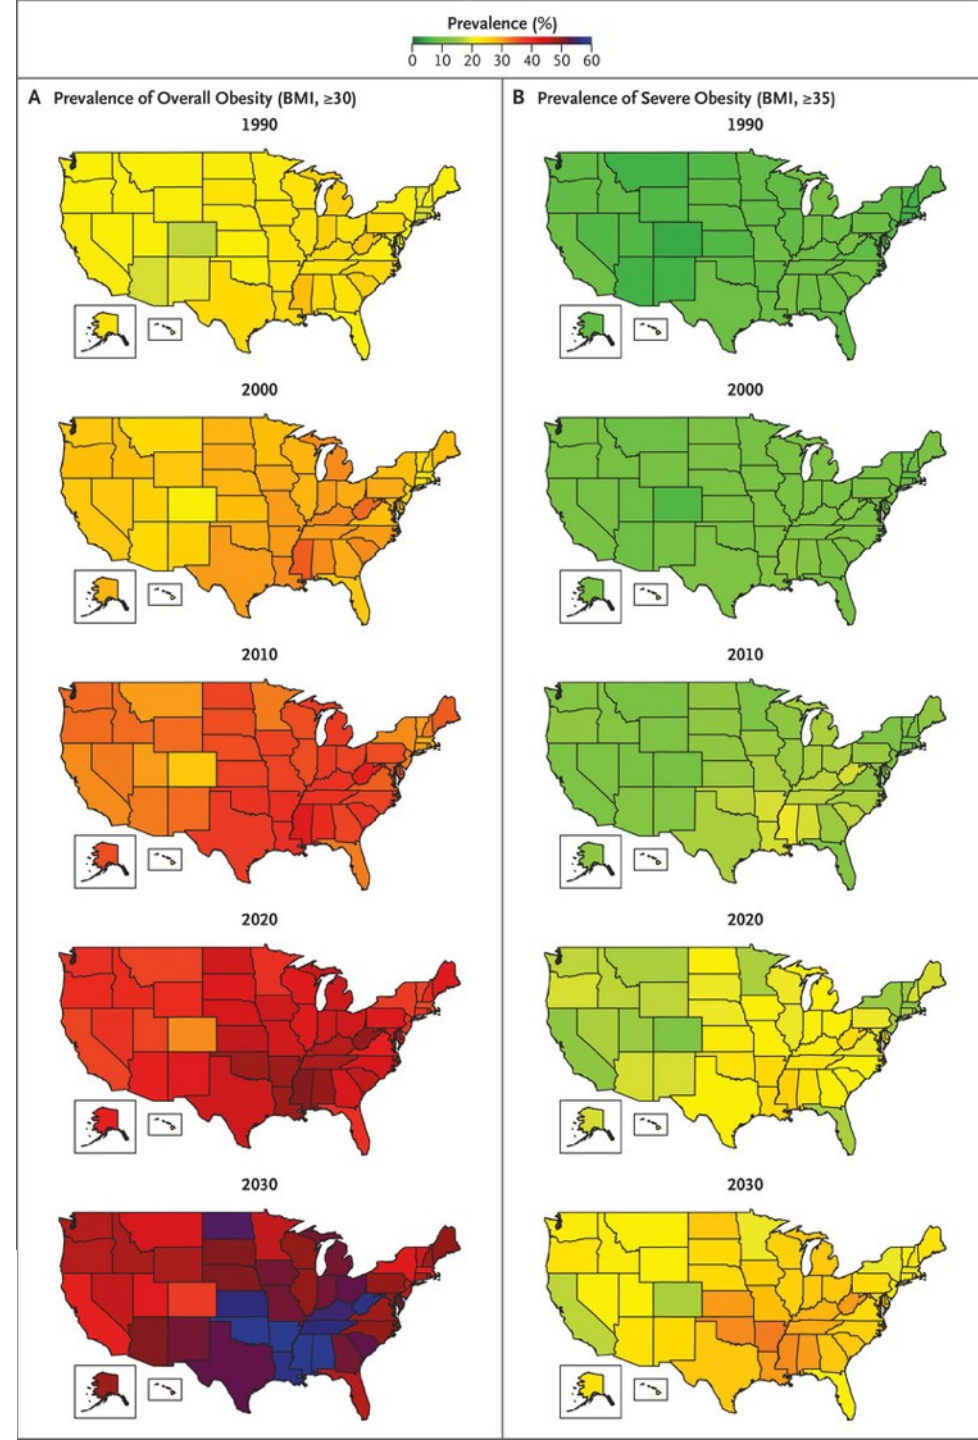 Prevalence (%)
0 10 20 30 40 50 60
A Prevalence of Overall Obesity (BMI, ≥30)
1990
2000
2010
2020
2030
B Prevalence of Severe Obesity (BMI, ≥35)
1990
2000
2010
2020
2030